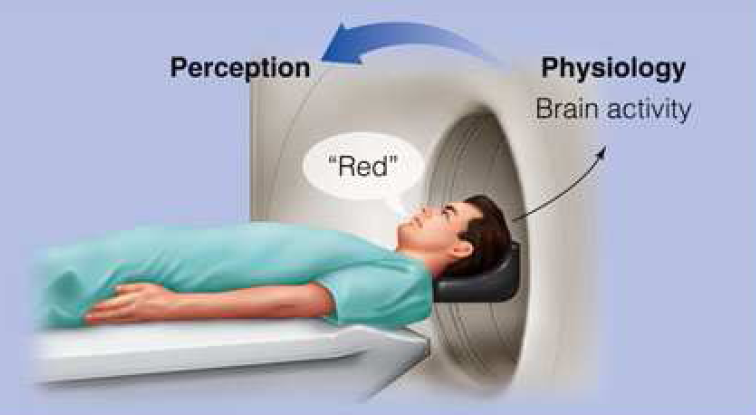 Perception
Physiology
Brain activity
“Red”